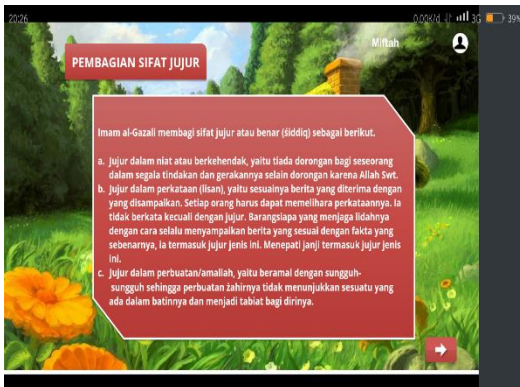 20:26
0,00K/d 3G 39%
Miftah
PEMBAGIAN SIFAT JUJUR
Imam al-Gazali membagi sifat jujur atau benar (śiddiq) sebagai berikut.
a. Jujur dalam niat atau berkehendak, yaitu tiada dorongan bagi seseorang
dalam segala tindakan dan gerakannya selain dorongan karena Allah Swt.
b. Jujur dalam perkataan (lisan), yaitu sesuainya berita yang diterima dengan
yang disampaikan. Setiap orang harus dapat memelihara perkataannya. Ia
tidak berkata kecuali dengan jujur. Barangsiapa yang menjaga lidahnya
dengan cara selalu menyampaikan berita yang sesuai dengan fakta yang
sebenarnya, ia termasuk jujur jenis ini. Menepati janji termasuk jujur jenis
ini.
c. Jujur dalam perbuatan/amaliah, yaitu beramal dengan sungguh-
sungguh sehingga perbuatan żahirnya tidak menunjukkan sesuatu yang
ada dalam batinnya dan menjadi tabiat bagi dirinya.